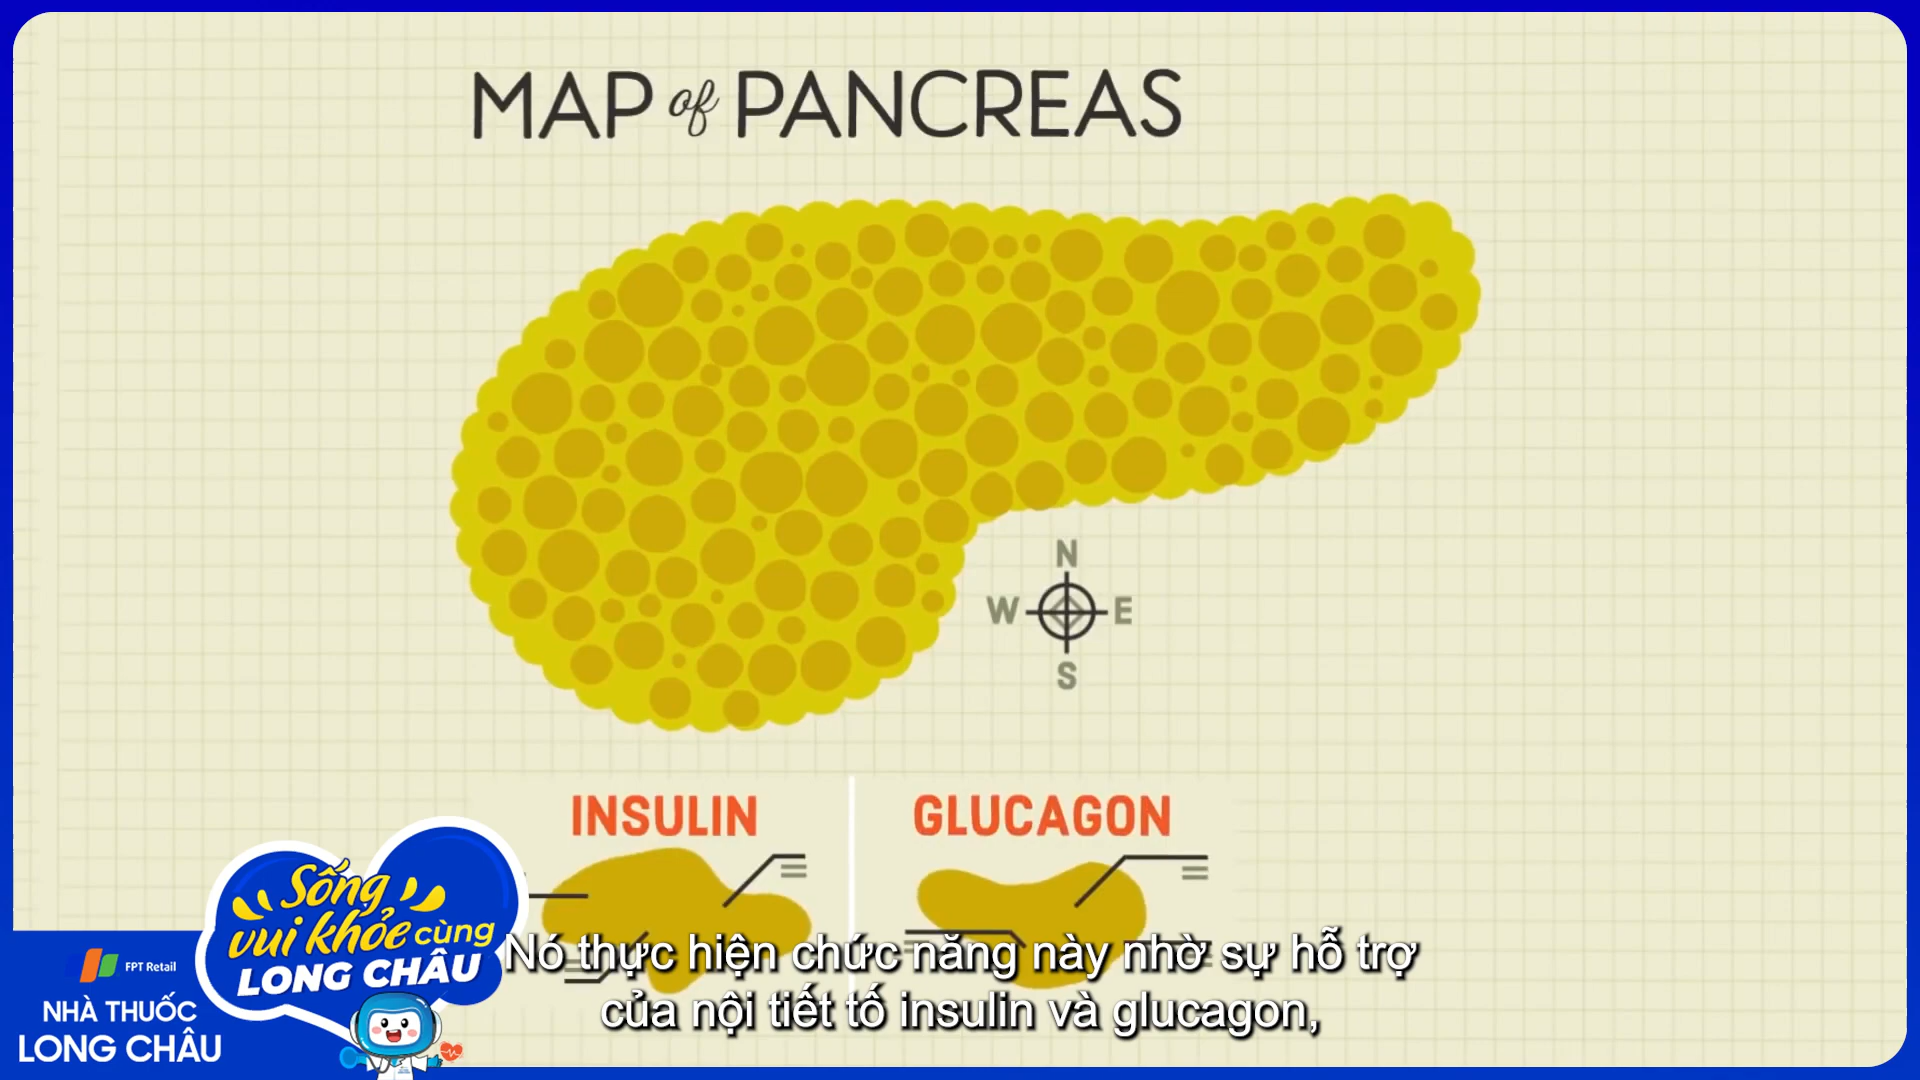 MAP of PANCREAS
N
W E
S
INSULIN
GLUCAGON
Sống
vui khỏe cùng
LONG CHÂU
FPT Retail
NHÀ THUỐC
LONG CHÂU
Nó thực hiện chức năng này nhờ sự hỗ trợ
của nội tiết tố insulin và glucagon,